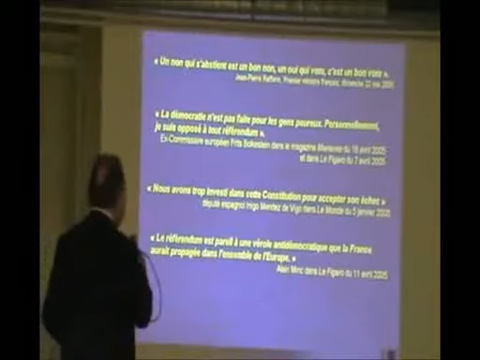 « Un non qui s'abstient est un bon non, un oui qui vote, c'est un bon vote ».
Jean-Pierre Raffarin, Premier ministre français, dimanche 22 mai 2005
« La démocratie n'est pas faite pour les gens peureux. Personnellement,
je suis opposé à tout référendum ».
Ex-Commissaire européen Frits Bolkestein dans le magazine Marianne du 16 avril 2005
et dans Le Figaro du 7 avril 2005
« Nous avons trop investi dans cette Constitution pour accepter son échec »
député espagnol Inigo Mendez de Vigo dans Le Monde du 5 janvier 2005
« Le référendum est pareil à une vérole antidémocratique que la France
aurait propagée dans l'ensemble de l'Europe. »
Alain Minc dans Le Figaro du 11 avril 2005